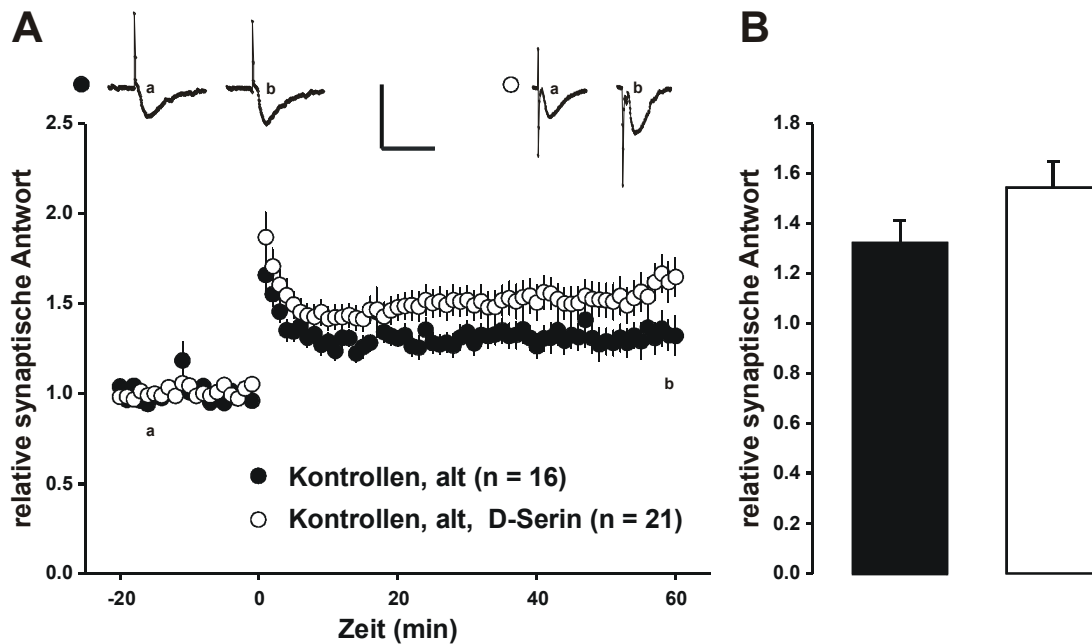 A
a
b
a
b
relative synaptische Antwort
2.5
2.0
1.5
1.0
0.5
0.0
a
b
Kontrollen, alt (n = 16)
Kontrollen, alt, D-Serin (n = 21)
-20
0
20
40
60
Zeit (min)
B
relative synaptische Antwort
1.8
1.6
1.4
1.2
1.0
0.8
0.6
0.4
0.2
0.0